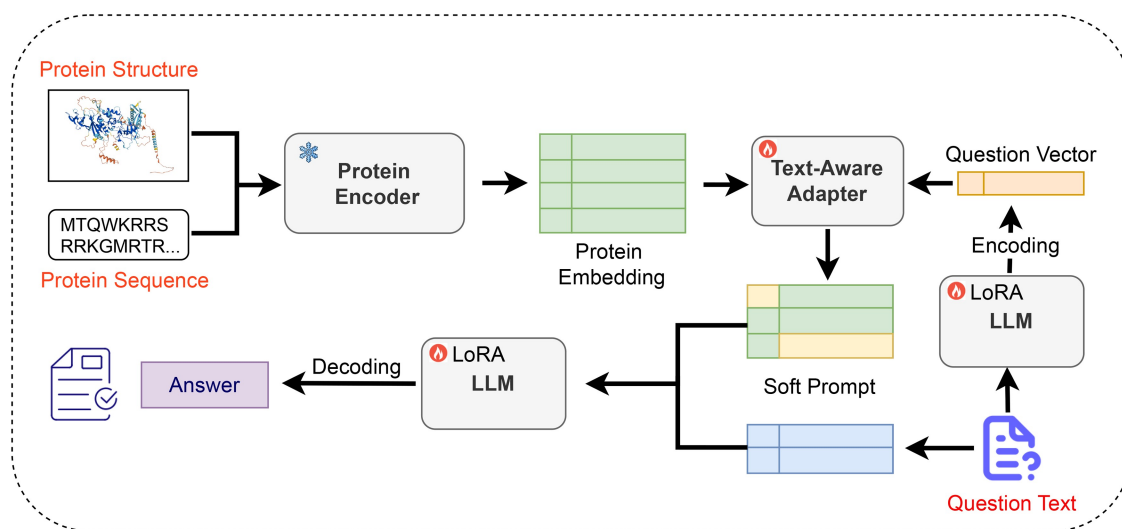 Protein Structure
MTQWKRRS
RRKGMRTR...
Protein Sequence
Protein
Encoder
Protein
Embedding
Text-Aware
Adapter
Question Vector
Encoding
LoRA
LLM
Soft Prompt
Question Text
LoRA
LLM
Decoding
Answer